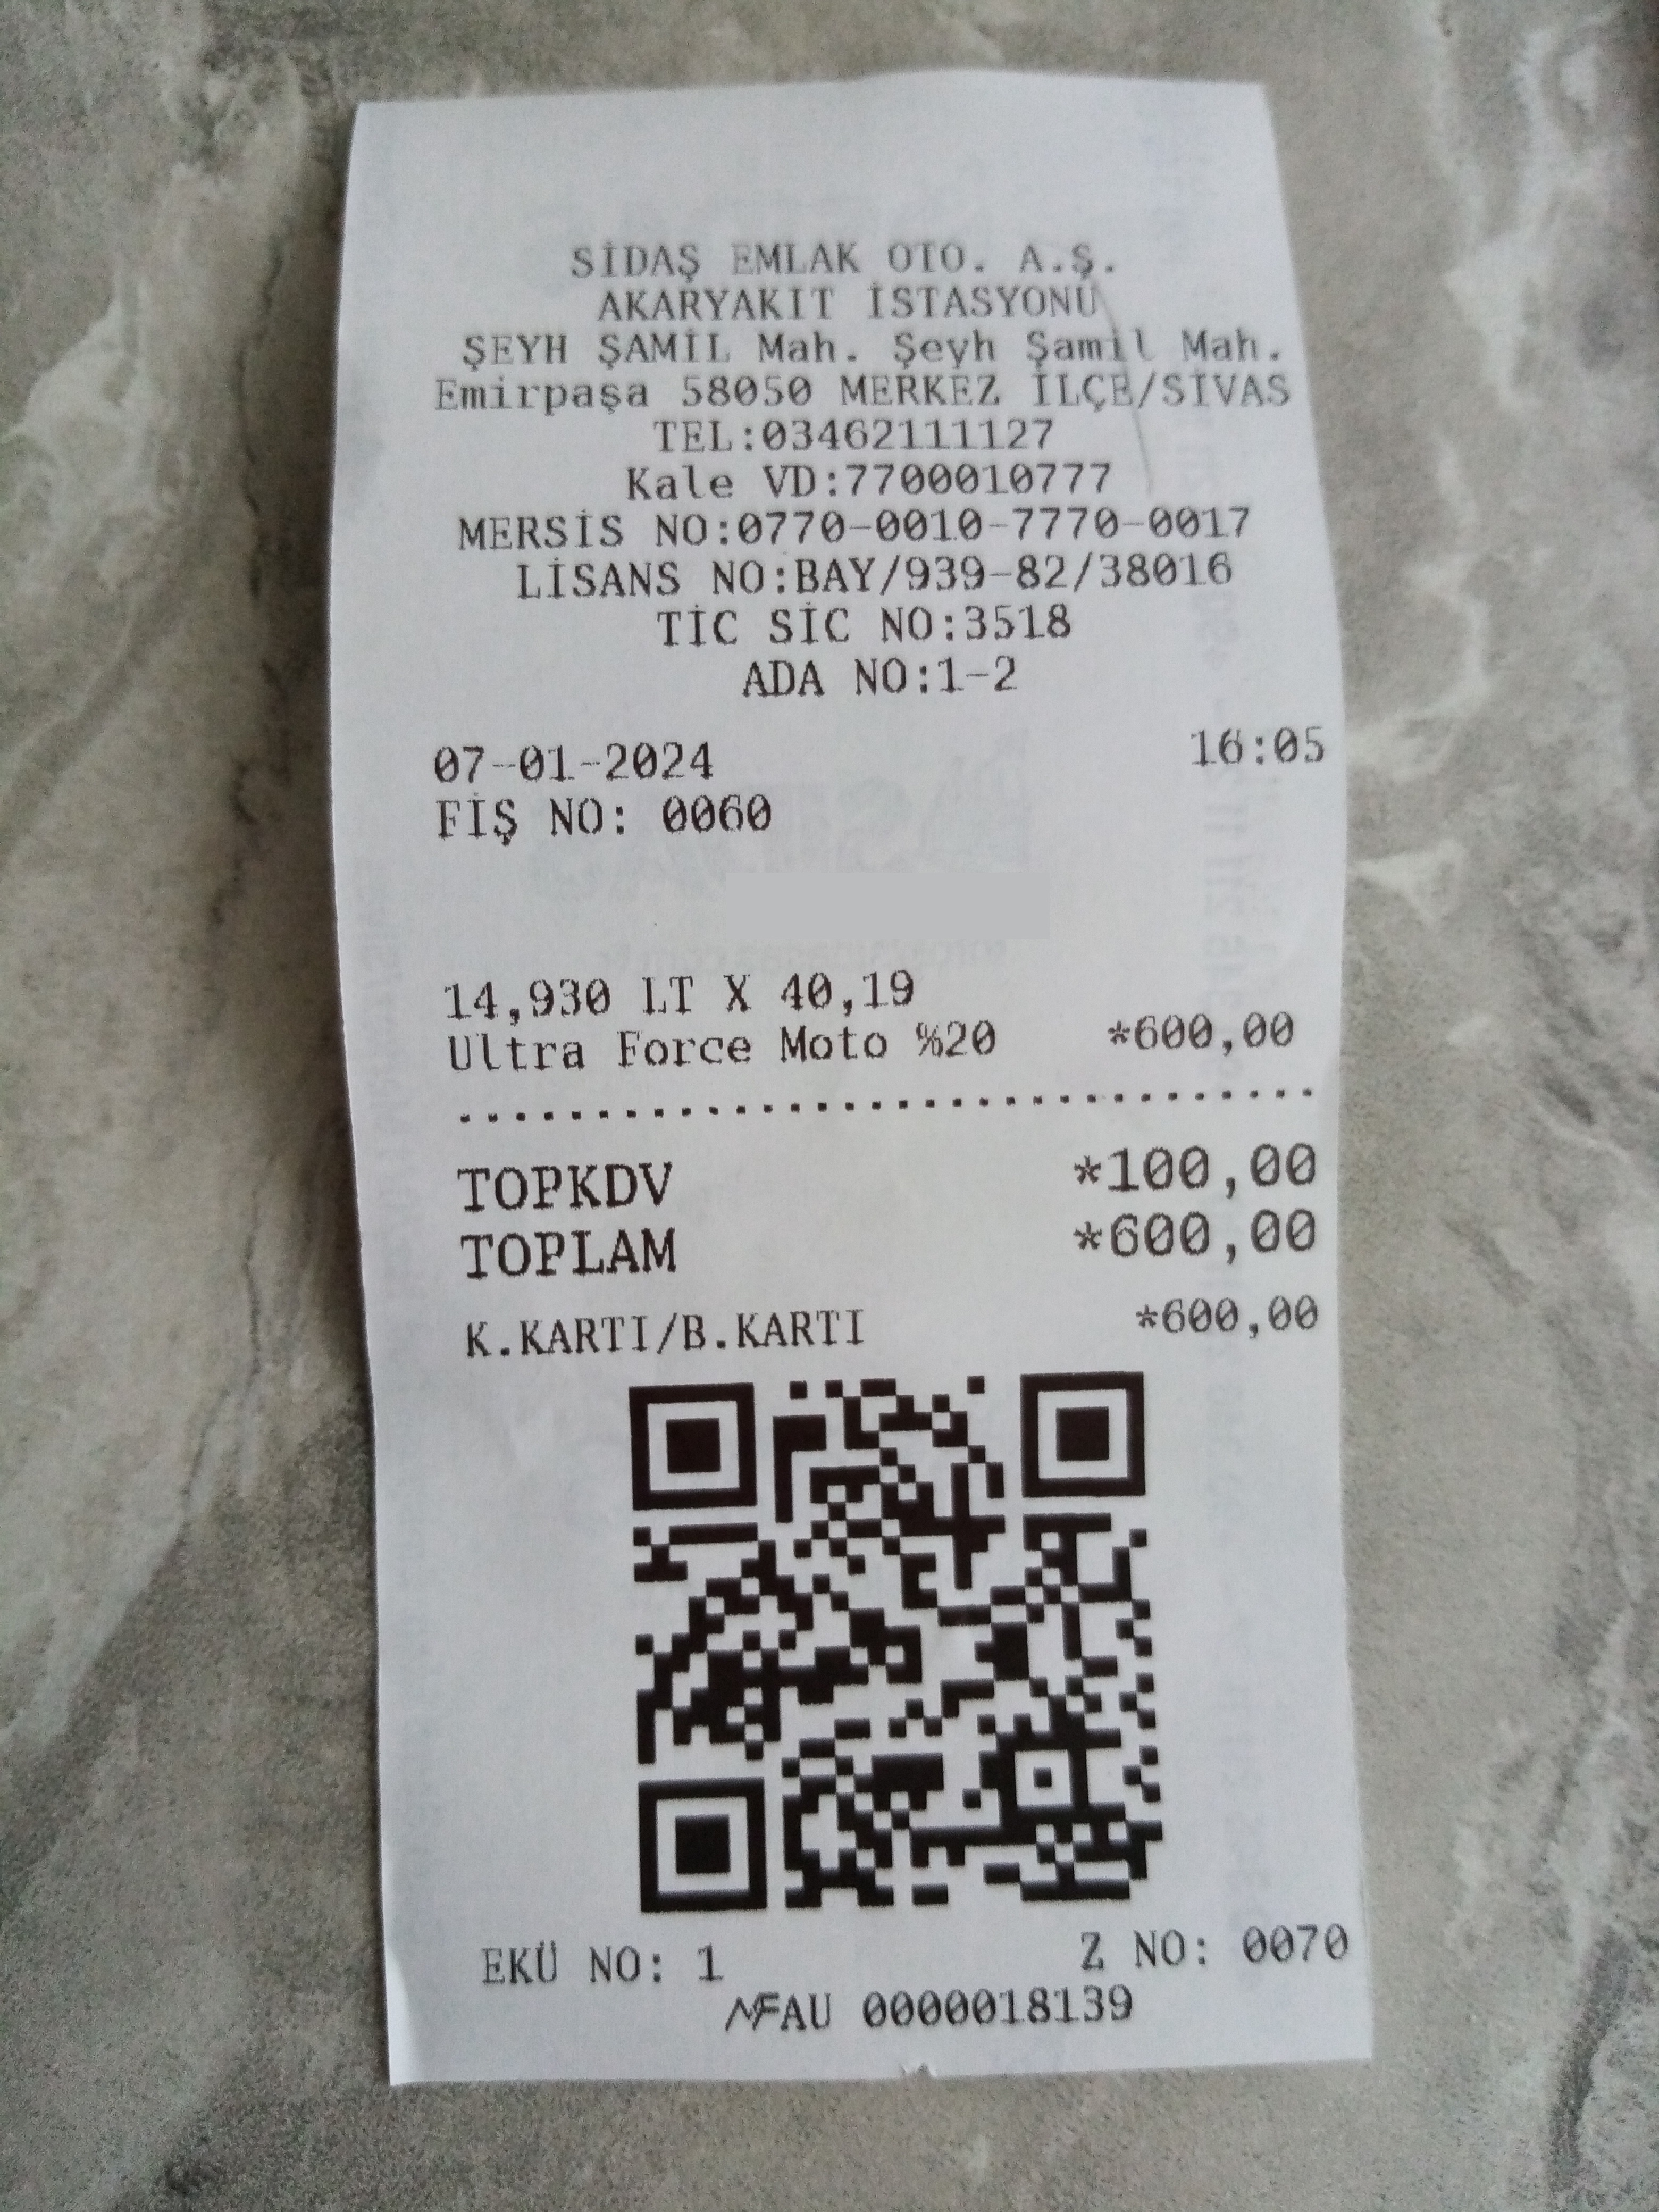 SİDAŞ EMLAK OTO. A.Ş.
AKARYAKIT İSTASYONU
ŞEYH ŞAMİL Mah. Şeyh Şamil Mah.
Emirpaşa 58050 MERKEZ İLÇE/SİVAS
TEL:03462111127
Kale VD:7700010777
MERSİS NO:0770-0010-7770-0017
LİSANS NO:BAY/939-82/38016
TİC SİC NO:3518
ADA NO:1-2
07-01-2024 16:05
FİŞ NO: 0060
14,930 LT X 40,19
Ultra Force Moto %20 *600,00
TOPKDV *100,00
TOPLAM *600,00
K.KARTI/B.KARTI *600,00
EKÜ NO: 1 Z NO: 0070
MF AU 0000018139